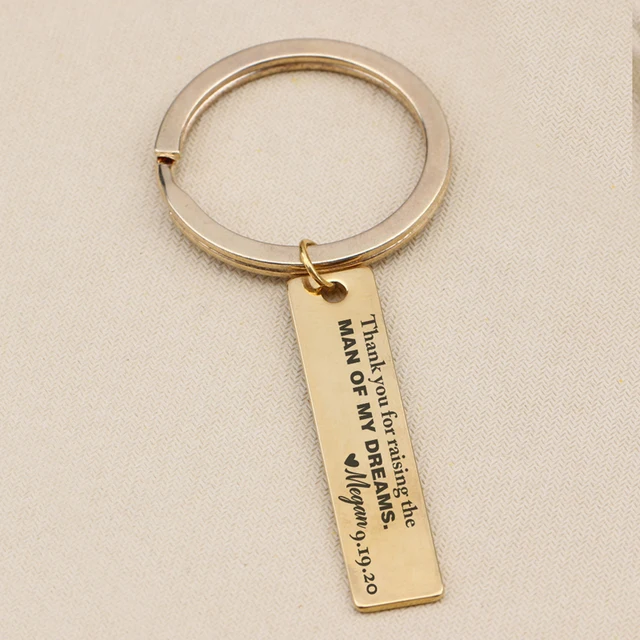 Thank you for raising the
MAN OF MY DREAMS.
♥Megan 9.19.20